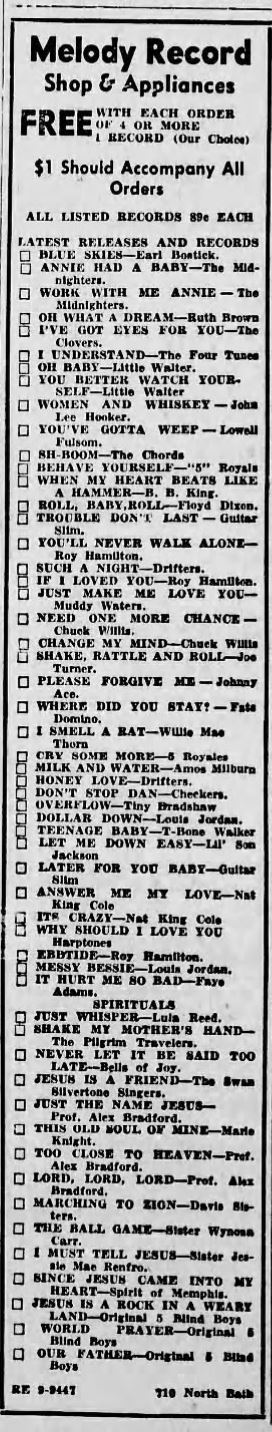 Melody Record
Shop & Appliances
FREE WITH EACH ORDER
OF 4 OR MORE
1 RECORD (Our Choice)
$1 Should Accompany All
Orders
ALL LISTED RECORDS 89c EACH
LATEST RELEASES AND RECORDS
□ BLUE SKIES—Earl Bostick.
□ ANNIE HAD A BABY—The Mid-
nighters.
□ WORK WITH ME ANNIE—The
Midnighters.
□ OH WHAT A DREAM—Ruth Brown
□ I'VE GOT EYES FOR YOU—The
Clovers.
□ I UNDERSTAND—The Four Tunes
□ OH BABY—Little Walter.
□ YOU BETTER WATCH YOUR-
SELF—Little Walter
□ WOMEN AND WHISKEY—John
Lee Hooker.
□ YOU'VE GOTTA WEEP—Lowell
Fulsom.
□ SH-BOOM—The Chords
□ BEHAVE YOURSELF—"5" Royals
□ WHEN MY HEART BEATS LIKE
A HAMMER—B. B. King.
□ ROLL, BABY,ROLL—Floyd Dixon.
□ TROUBLE DON'T LAST—Guitar
Slim.
□ YOU'LL NEVER WALK ALONE—
Roy Hamilton.
□ SUCH A NIGHT—Drifters.
□ IF I LOVED YOU—Roy Hamilton.
□ JUST MAKE ME LOVE YOU—
Muddy Waters.
□ NEED ONE MORE CHANCE—
Chuck Willis.
□ CHANGE MY MIND—Chuck Willis
□ SHAKE, RATTLE AND ROLL—Joe
Turner.
□ PLEASE FORGIVE ME—Johnny
Ace.
□ WHERE DID YOU STAY?—Fats
Domino.
□ I SMELL A RAT—Willie Mae
Thorn
□ CRY SOME MORE—5 Royales
□ MILK AND WATER—Amos Milburn
□ HONEY LOVE—Drifters.
□ DON'T STOP DAN—Checkers.
□ OVERFLOW—Tiny Bradshaw
□ DOLLAR DOWN—Louis Jordan.
□ TEENAGE BABY—T-Bone Walker
□ LET ME DOWN EASY—Lil' Son
Jackson
□ LATER FOR YOU BABY—Guitar
Slim
□ ANSWER ME MY LOVE—Nat
King Cole
□ ITS CRAZY—Nat King Cole
□ WHY SHOULD I LOVE YOU
Harptones
□ EBBTIDE—Roy Hamilton.
□ MESSY BESSIE—Louis Jordan.
□ IT HURT ME SO BAD—Faye
Adams.
SPIRITUALS
□ JUST WHISPER—Lula Reed.
□ SHAKE MY MOTHER'S HAND—
The Pilgrim Travelers.
□ NEVER LET IT BE SAID TOO
LATE—Bells of Joy.
□ JESUS IS A FRIEND—The Swan
Silvertone Singers.
□ JUST THE NAME JESUS—
Prof. Alex Bradford.
□ THIS OLD SOUL OF MINE—Marie
Knight.
□ TOO CLOSE TO HEAVEN—Prof.
Alex Bradford.
□ LORD, LORD, LORD—Prof. Alex
Bradford.
□ MARCHING TO ZION—Davis Sis-
ters.
□ THE BALL GAME—Sister Wynona
Carr.
□ I MUST TELL JESUS—Sister Jes-
sie Mae Renfro.
□ SINCE JESUS CAME INTO MY
HEART—Spirit of Memphis.
□ JESUS IS A ROCK IN A WEARY
LAND—Original 5 Blind Boys
□ WORLD PRAYER—Original 5
Blind Boys
□ OUR FATHER—Original 5 Blind
Boys
RE 9-9447 710 North Bath